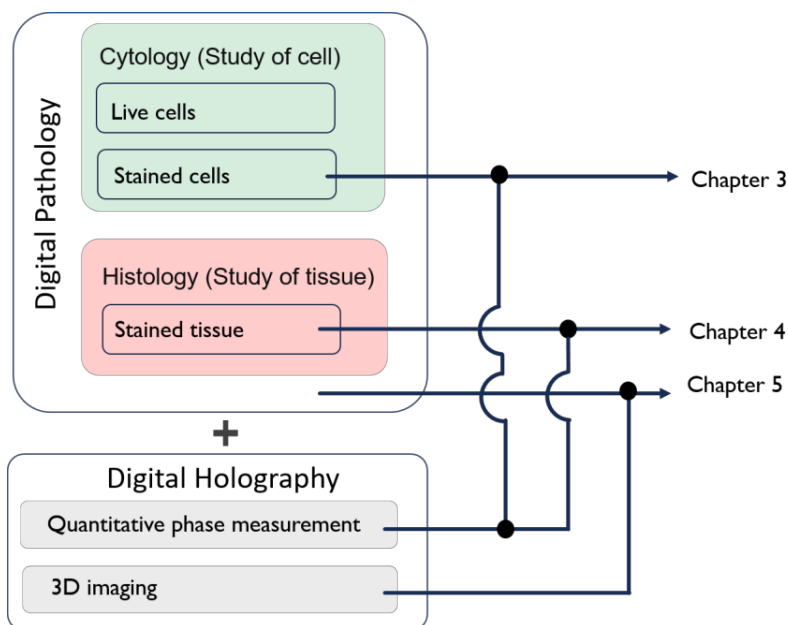 Digital Pathology
Cytology (Study of cell)
Live cells
Stained cells
Chapter 3
Histology (Study of tissue)
Stained tissue
Chapter 4
Chapter 5
+
Digital Holography
Quantitative phase measurement
3D imaging